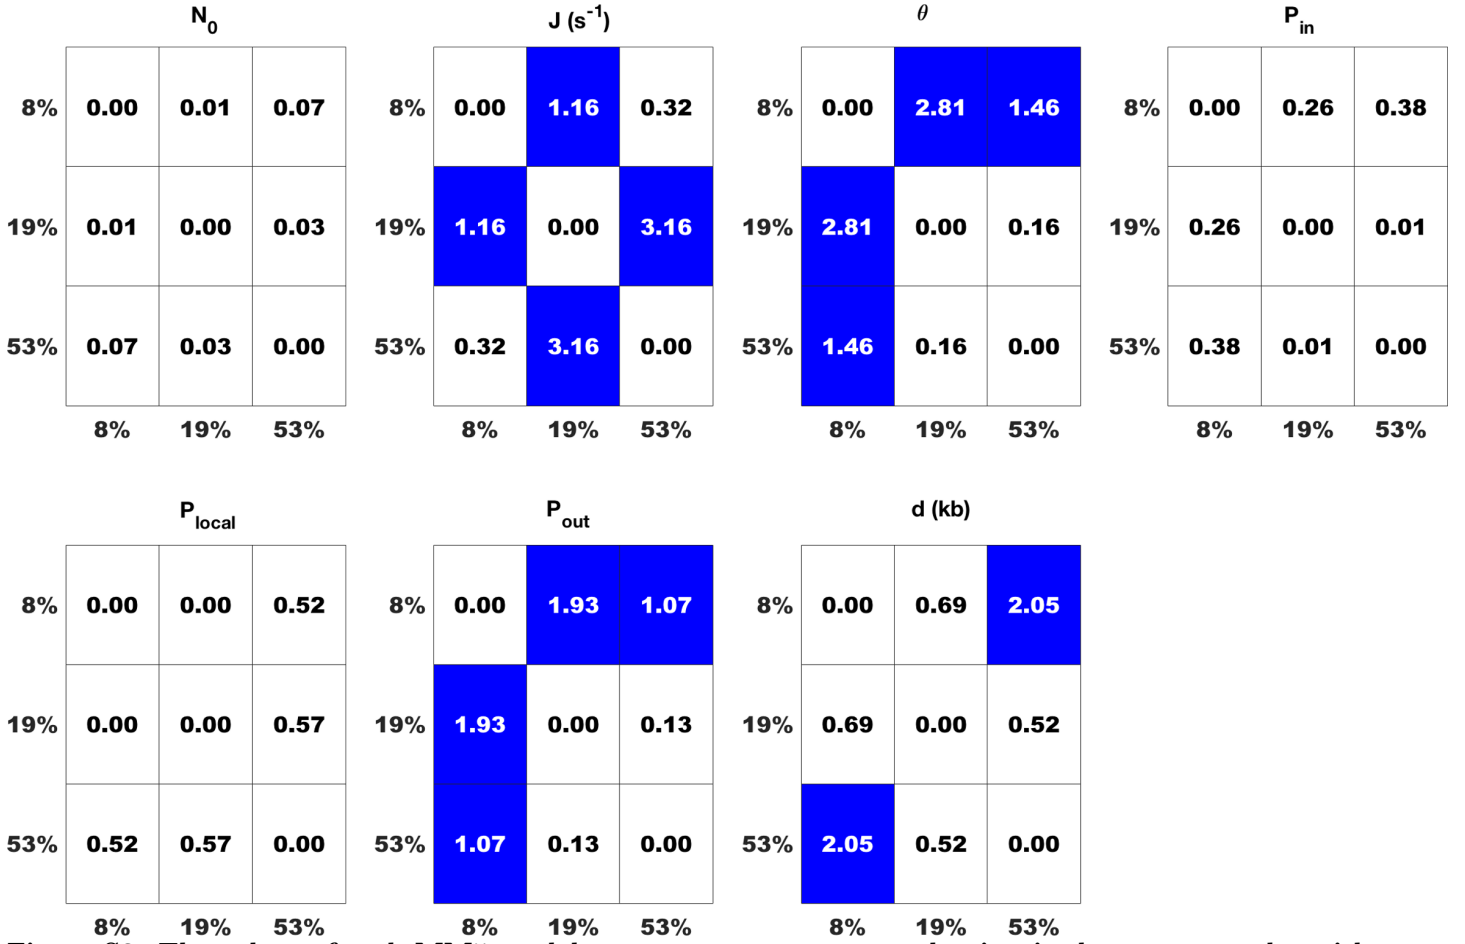 N0 J (s-1) θ Pin
8% 0.00 0.01 0.07 8% 0.00 1.16 0.32 8% 0.00 2.81 1.46 8% 0.00 0.26 0.38
19% 0.01 0.00 0.03 19% 1.16 0.00 3.16 19% 2.81 0.00 0.16 19% 0.26 0.00 0.01
53% 0.07 0.03 0.00 53% 0.32 3.16 0.00 53% 1.46 0.16 0.00 53% 0.38 0.01 0.00
8% 19% 53% 8% 19% 53% 8% 19% 53% 8% 19% 53%
Plocal Pout d (kb)
8% 0.00 0.00 0.52 8% 0.00 1.93 1.07 8% 0.00 0.69 2.05
19% 0.00 0.00 0.57 19% 1.93 0.00 0.13 19% 0.69 0.00 0.52
53% 0.52 0.57 0.00 53% 1.07 0.13 0.00 53% 2.05 0.52 0.00
8% 19% 53% 8% 19% 53% 8% 19% 53%